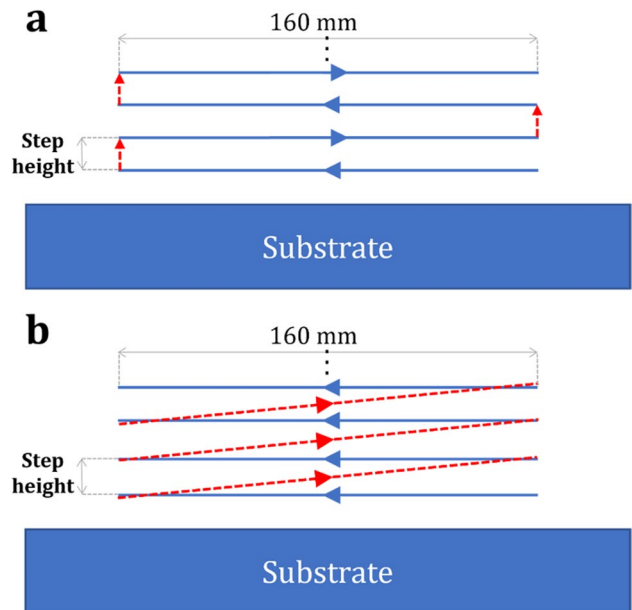 a
160 mm
Step
height
Substrate
b
160 mm
Step
height
Substrate